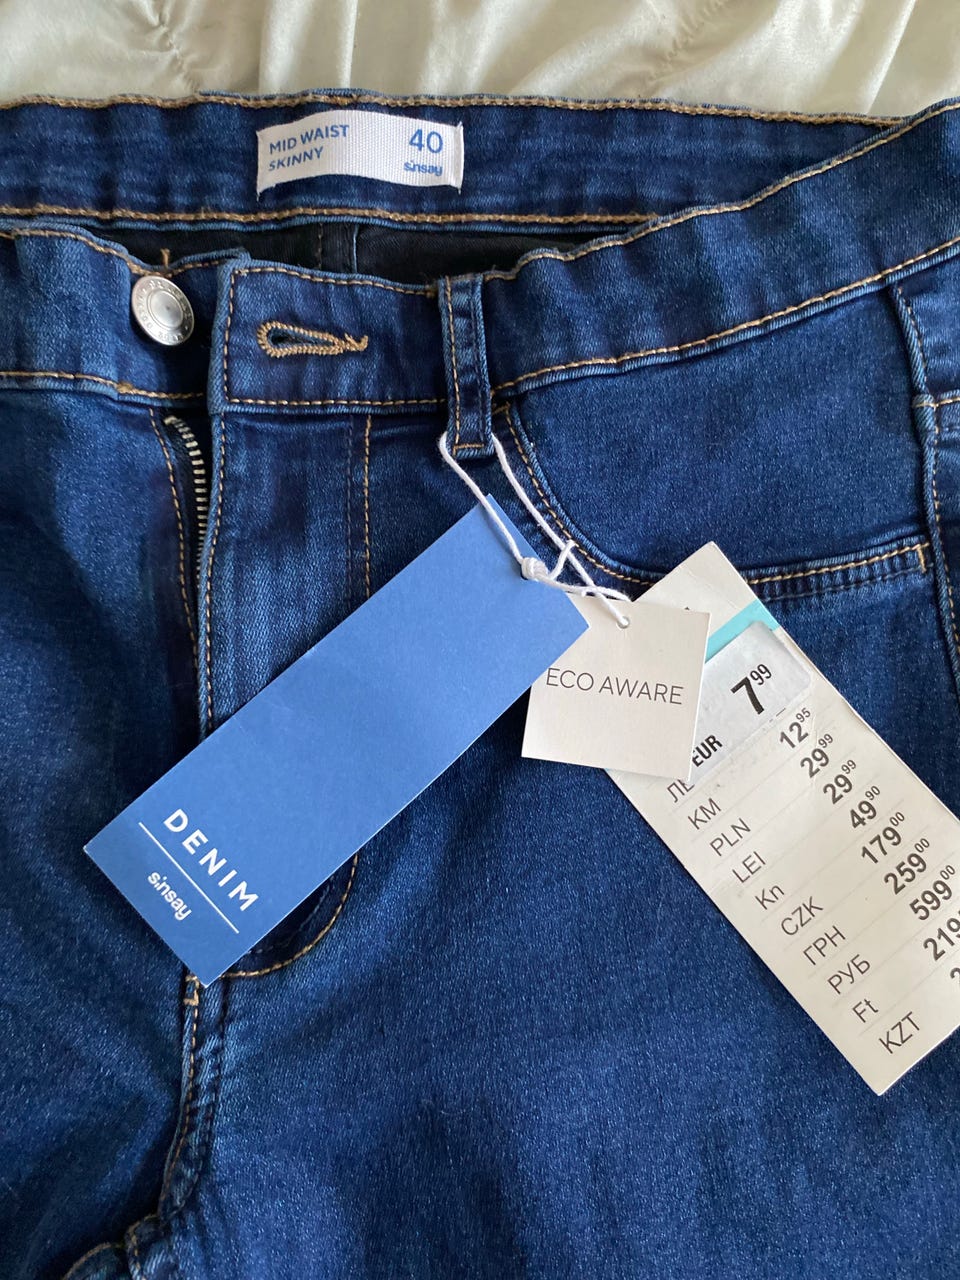 MID WAIST 40
SKINNY sinsay
ECO AWARE
EUR 7,99
KM 12,95
PLN 29,99
LEI 29,99
Kn 49,90
CZK 179,00
ГРН 259,00
РУБ 599,00
Ft 219
KZT
DENIM
sinsay